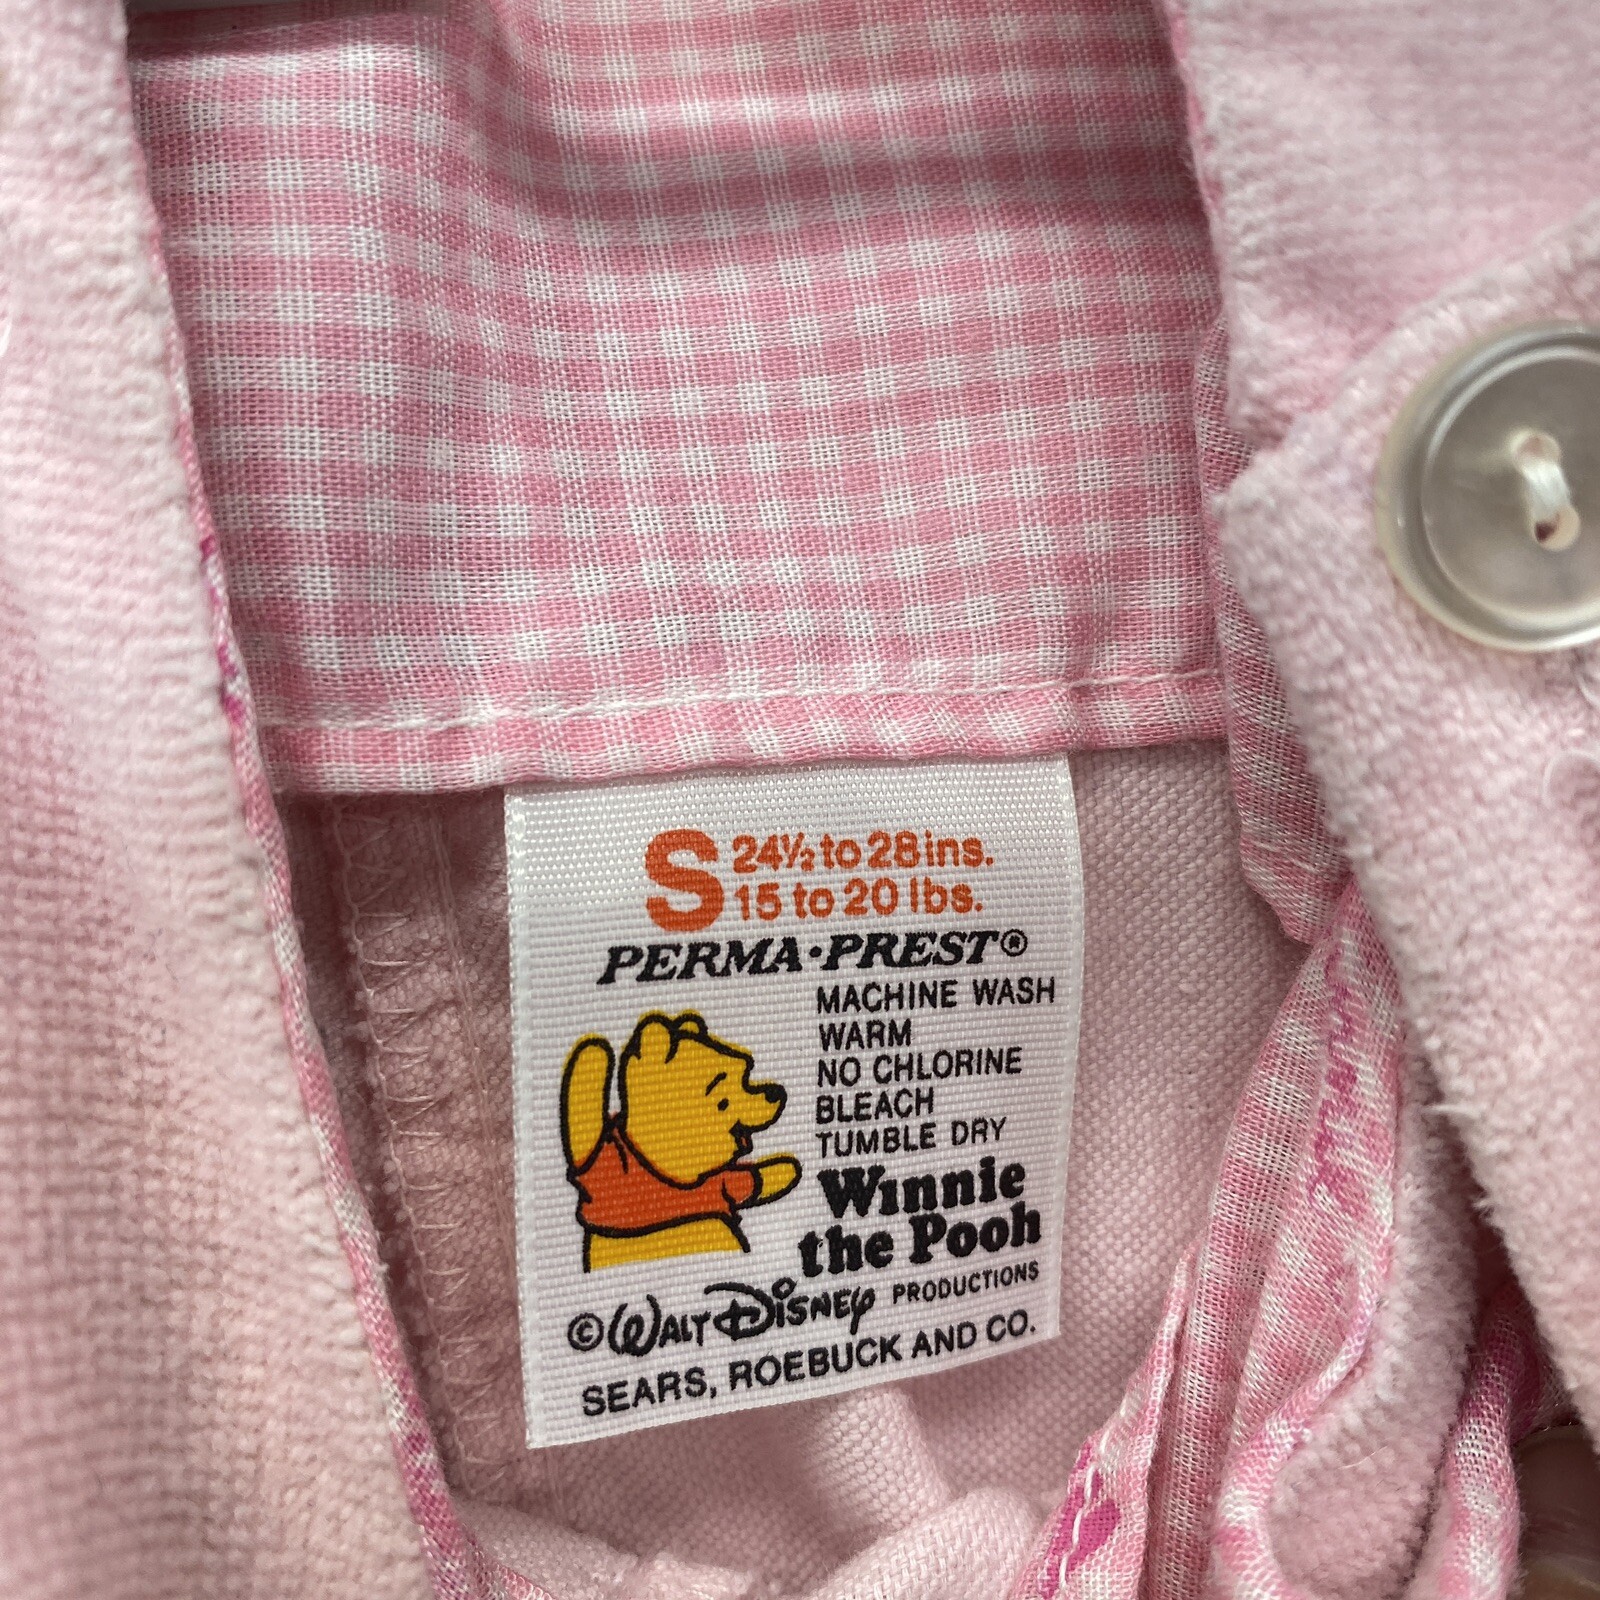 S 24½ to 28 ins.
15 to 20 lbs.
PERMA·PREST®
MACHINE WASH
WARM
NO CHLORINE
BLEACH
TUMBLE DRY
Winnie
the Pooh
© WALT DISNEY PRODUCTIONS
SEARS, ROEBUCK AND CO.